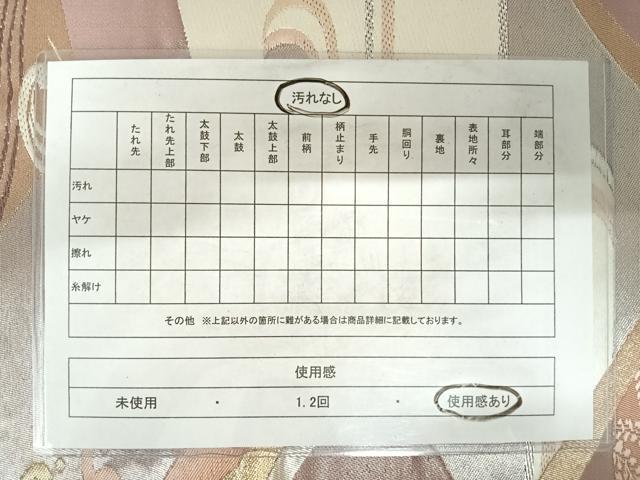 汚れなし
たれ先 たれ先上部 太鼓下部 太鼓 太鼓上部 前柄 柄止まり 手先 胴回り 裏地 表地所々 耳部分 端部分
汚れ
ヤケ
擦れ
糸解け
その他 ※上記以外の箇所に難がある場合は商品詳細に記載しております。
使用感
未使用 ・ 1.2回 ・ 使用感あり